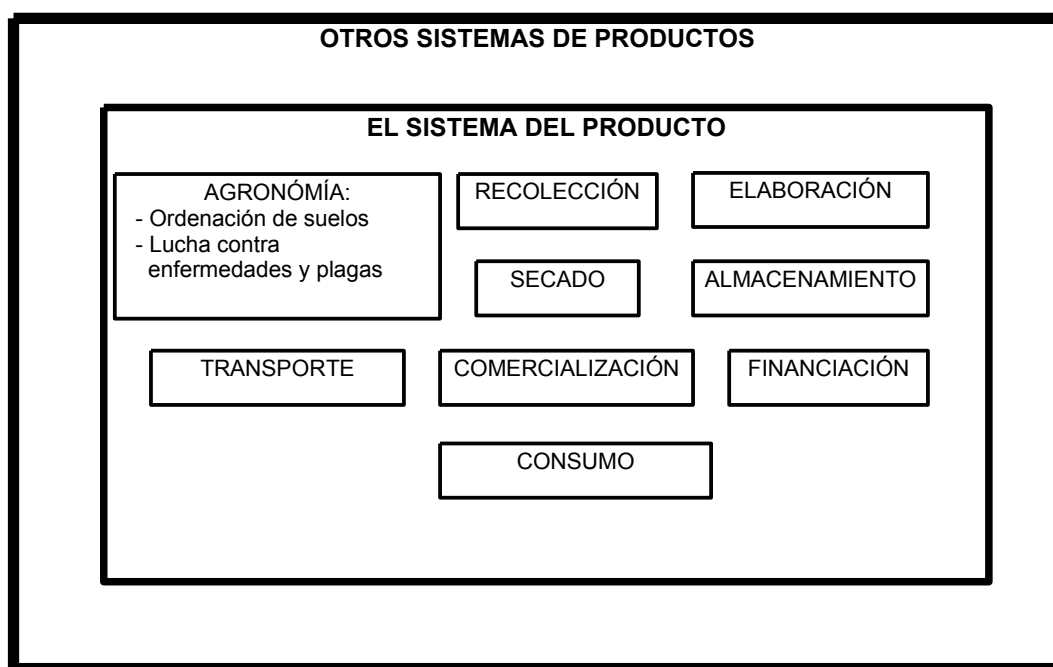 OTROS SISTEMAS DE PRODUCTOS
EL SISTEMA DEL PRODUCTO
AGRONÓMÍA:
- Ordenación de suelos
- Lucha contra
enfermedades y plagas
RECOLECCIÓN
ELABORACIÓN
SECADO
ALMACENAMIENTO
TRANSPORTE
COMERCIALIZACIÓN
FINANCIACIÓN
CONSUMO